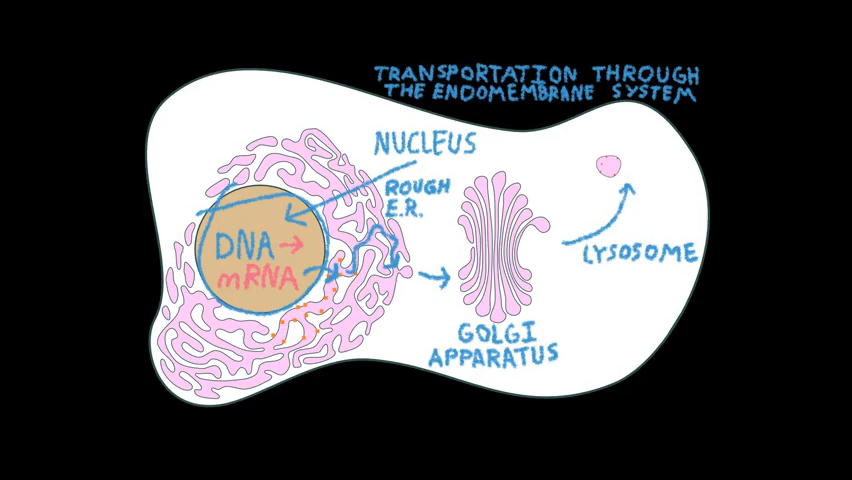 TRANSPORTATION THROUGH
THE ENDOMEMBRANE SYSTEM
NUCLEUS
ROUGH
E.R.
DNA →
mRNA
LYSOSOME
GOLGI
APPARATUS